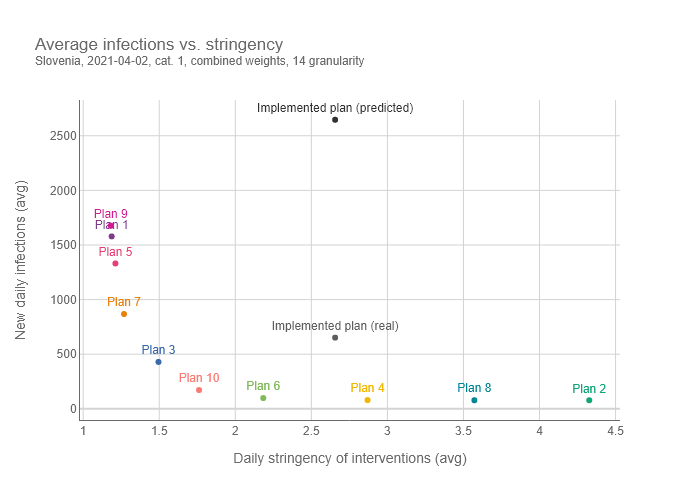 Average infections vs. stringency
Slovenia, 2021-04-02, cat. 1, combined weights, 14 granularity
Implemented plan (predicted)
2500
2000
Plan 9
Plan 1
1500
Plan 5
1000
Plan 7
Implemented plan (real)
500
Plan 3
Plan 10
Plan 6
Plan 4
Plan 8
Plan 2
0
1
1.5
2
2.5
3
3.5
4
4.5
New daily infections (avg)
Daily stringency of interventions (avg)